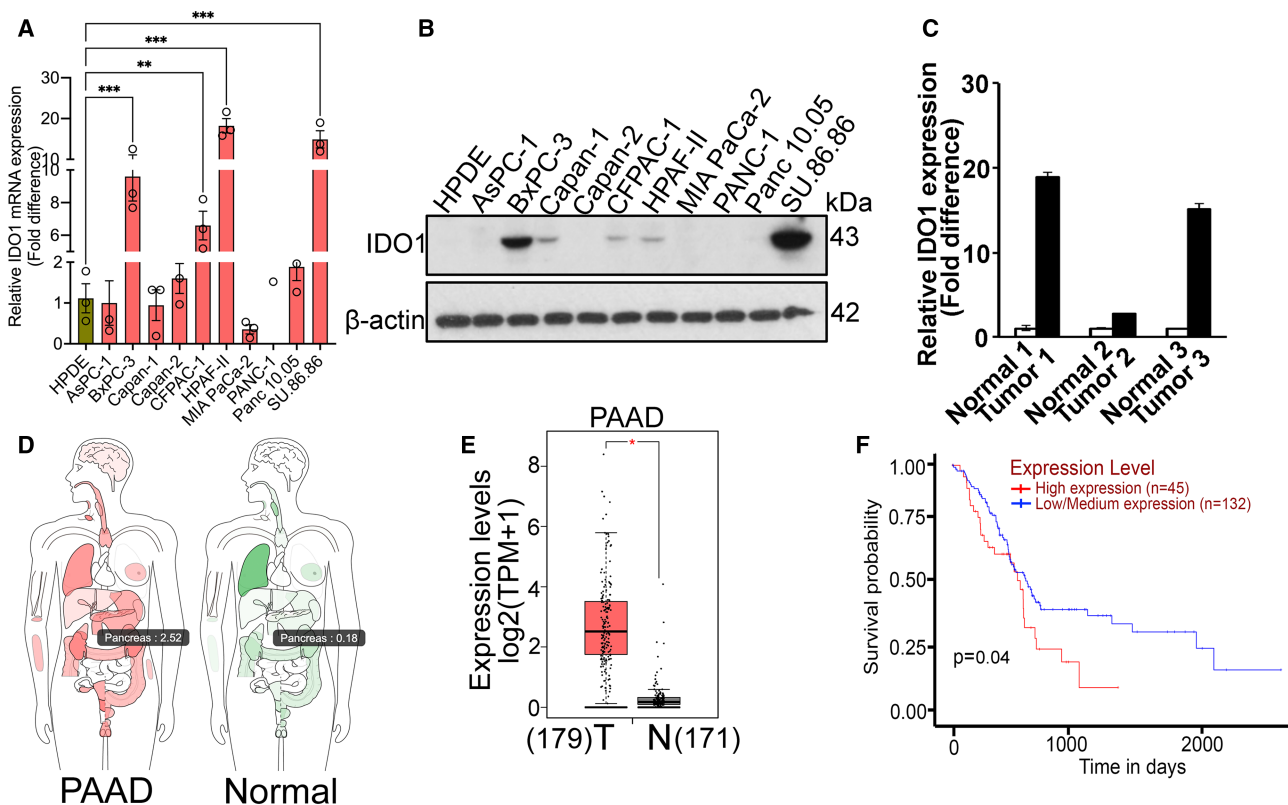 A
***
***
**
***
Relative IDO1 mRNA expression
(Fold difference)
30
20
10
10
8
6
2
1
0
HPDE
AsPC-1
BxPC-3
Capan-1
Capan-2
CFPAC-1
HPAF-II
MIA PaCa-2
PANC-1
Panc 10.05
SU.86.86
B
HPDE
AsPC-1
BxPC-3
Capan-1
Capan-2
CFPAC-1
HPAF-II
MIA PaCa-2
PANC-1
Panc 10.05
SU.86.86
kDa
IDO1
43
β-actin
42
C
Relative IDO1 expression
(Fold difference)
30
20
10
0
Normal 1
Tumor 1
Normal 2
Tumor 2
Normal 3
Tumor 3
D
Pancreas : 2.52
Pancreas : 0.18
PAAD
Normal
E
PAAD
*
Expression levels
log2(TPM+1)
8
6
4
2
0
(179)T
N(171)
F
Survival probability
1.00
0.75
0.50
0.25
0.00
Expression Level
High expression (n=45)
Low/Medium expression (n=132)
p=0.04
0
1000
2000
Time in days